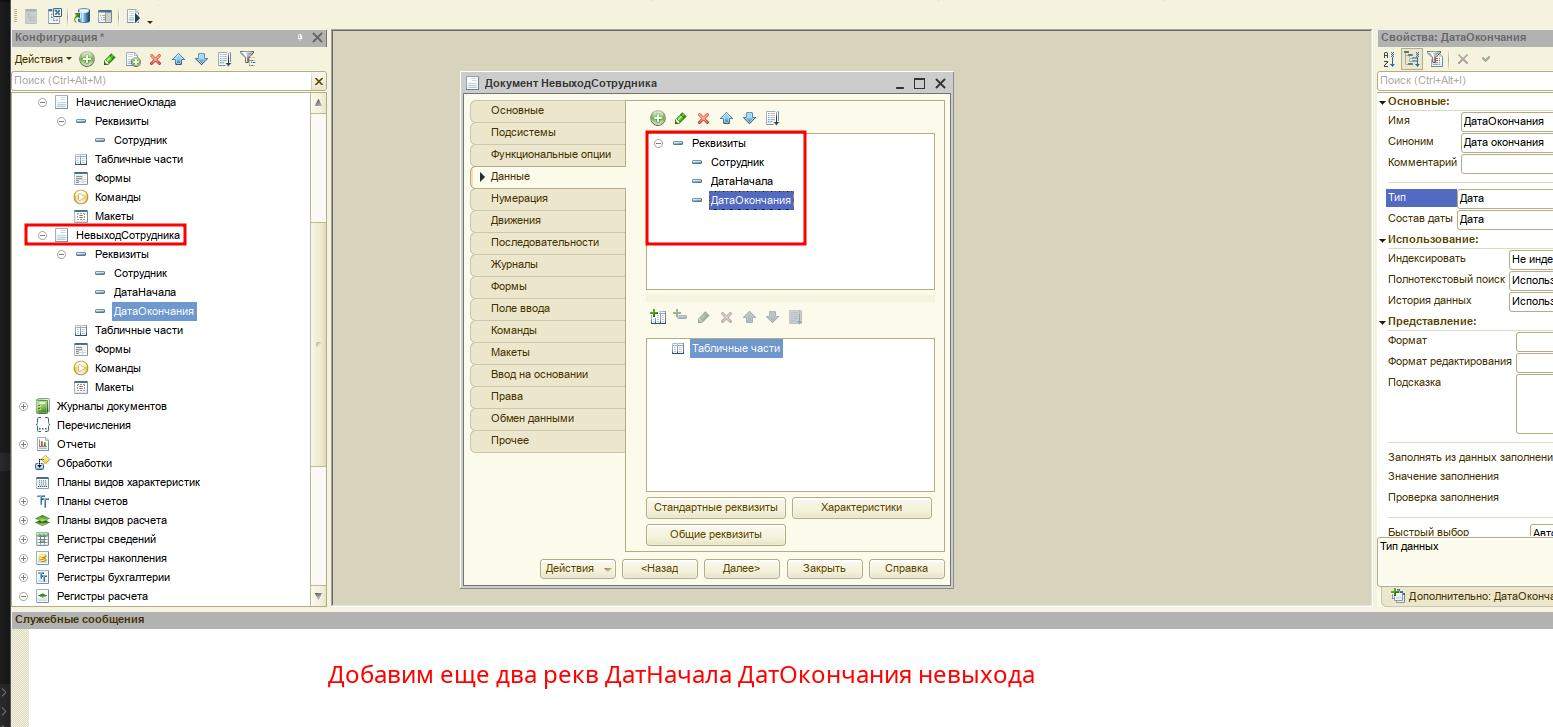 Конфигурация *
Действия
Поиск (Ctrl+Alt+M)
НачислениеОклада
Реквизиты
Сотрудник
Табличные части
Формы
Команды
Макеты
НевыходСотрудника
Реквизиты
Сотрудник
ДатаНачала
ДатаОкончания
Табличные части
Формы
Команды
Макеты
Журналы документов
Перечисления
Отчеты
Обработки
Планы видов характеристик
Планы счетов
Планы видов расчета
Регистры сведений
Регистры накопления
Регистры бухгалтерии
Регистры расчета
Документ НевыходСотрудника
Основные
Подсистемы
Функциональные опции
Данные
Нумерация
Движения
Последовательности
Журналы
Формы
Поле ввода
Команды
Макеты
Ввод на основании
Права
Обмен данными
Прочее
Реквизиты
Сотрудник
ДатаНачала
ДатаОкончания
Табличные части
Стандартные реквизиты
Характеристики
Общие реквизиты
Действия
<Назад
Далее>
Закрыть
Справка
Свойства: ДатаОкончания
Поиск (Ctrl+Alt+I)
Основные:
Имя ДатаОкончания
Синоним Дата окончания
Комментарий
Тип Дата
Состав даты Дата
Использование:
Индексировать Не инде
Полнотекстовый поиск Использ
История данных Использ
Представление:
Формат
Формат редактирования
Подсказка
Заполнять из данных заполнени
Значение заполнения
Проверка заполнения
Быстрый выбор Авто
Тип данных
Дополнительно: ДатаОконча
Служебные сообщения
Добавим еще два рекв ДатНачала ДатОкончания невыхода